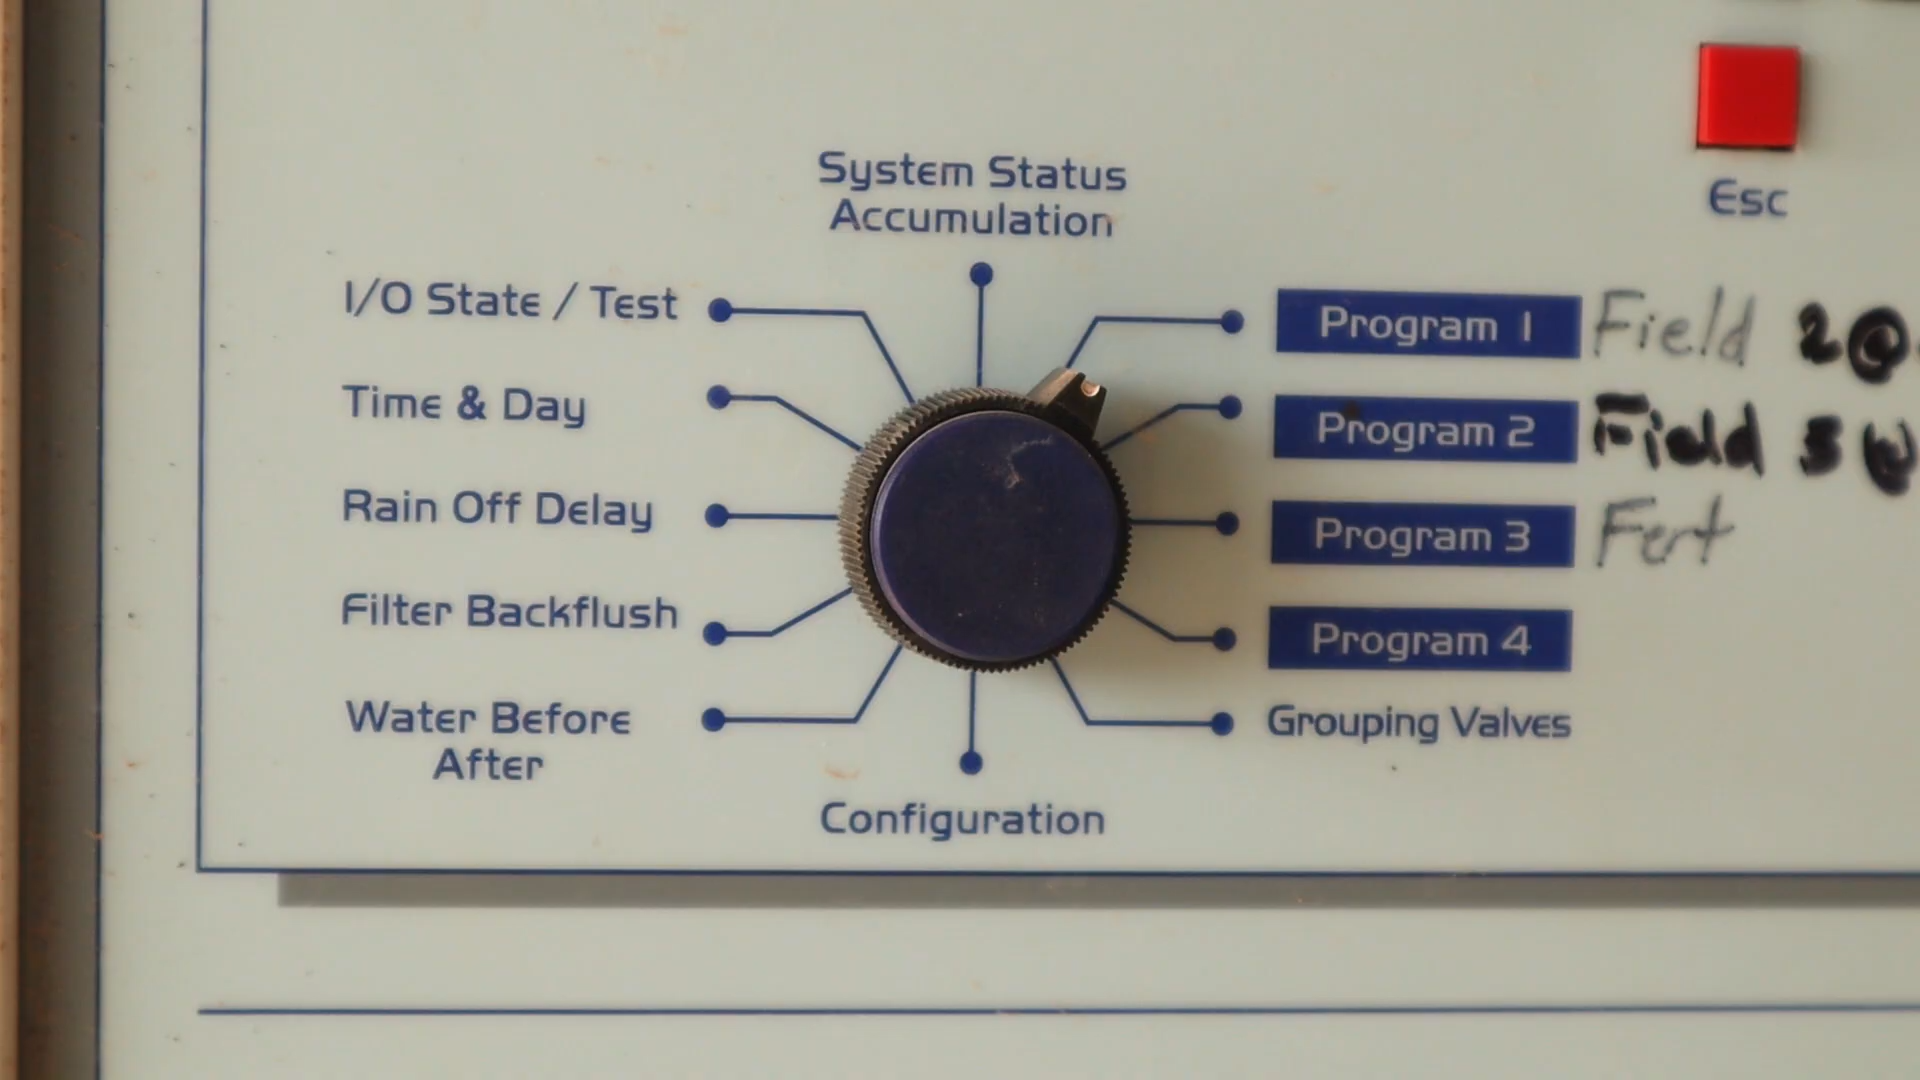 Esc
System Status
Accumulation
I/O State / Test
Time & Day
Rain Off Delay
Filter Backflush
Water Before
After
Configuration
Program 1 Field 2@
Program 2 Field
Program 3 Fert
Program 4
Grouping Valves